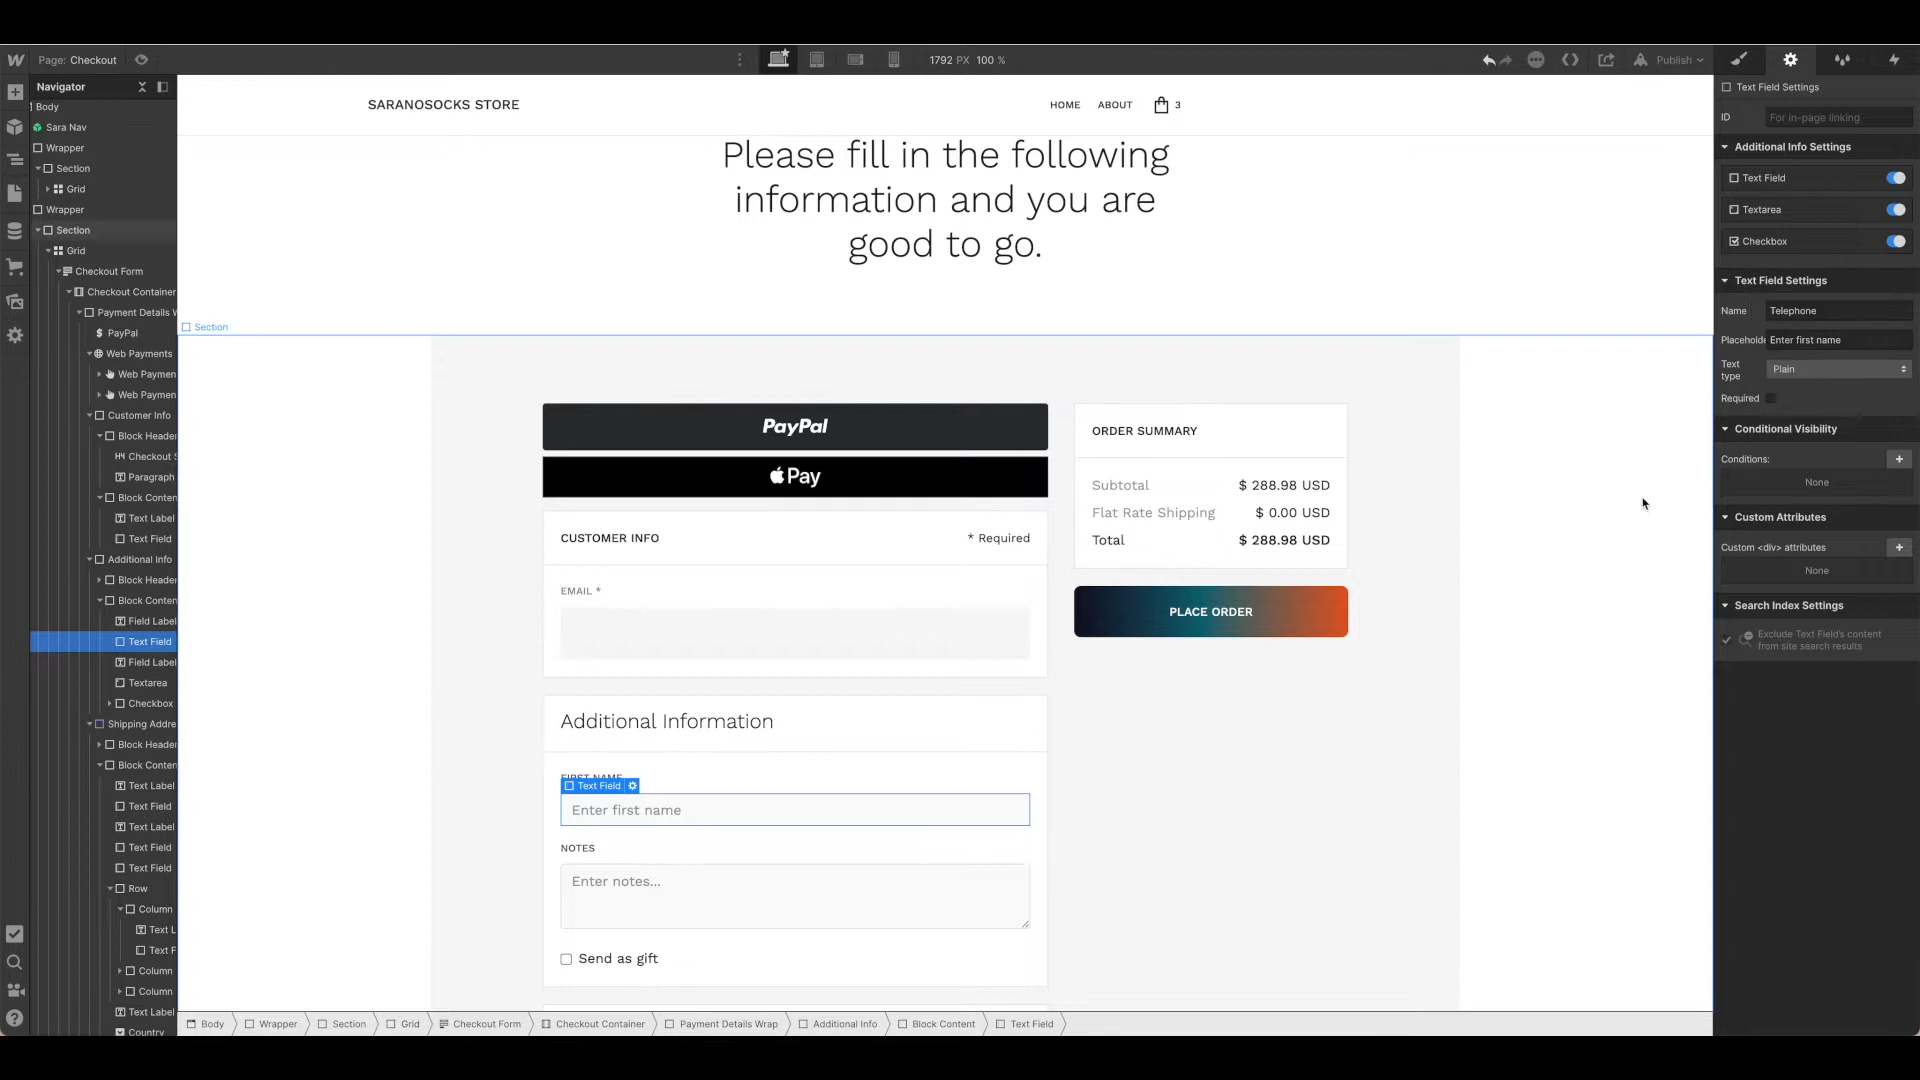 Page: Checkout
1792 PX 100 %
Publish
Navigator
Body
Sara Nav
Wrapper
Section
Grid
Wrapper
Section
Grid
Checkout Form
Checkout Container
Payment Details W
PayPal
Web Payments
Web Paymen
Web Paymen
Customer Info
Block Header
Checkout S
Paragraph
Block Conten
Text Label
Text Field
Additional Info
Block Header
Block Conten
Field Label
Text Field
Field Label
Textarea
Checkbox
Shipping Addre
Block Header
Block Conten
Text Label
Text Field
Text Label
Text Field
Text Field
Row
Column
Text L
Text F
Column
Column
Text Label
Country
SARANOSOCKS STORE
HOME ABOUT 3
Please fill in the following
information and you are
good to go.
Section
PayPal
Pay
CUSTOMER INFO * Required
EMAIL *
Additional Information
FIRST NAME
Text Field
Enter first name
NOTES
Enter notes...
Send as gift
ORDER SUMMARY
Subtotal $ 288.98 USD
Flat Rate Shipping $ 0.00 USD
Total $ 288.98 USD
PLACE ORDER
Body Wrapper Section Grid Checkout Form Checkout Container Payment Details Wrap Additional Info Block Content Text Field
Text Field Settings
ID For in-page linking
Additional Info Settings
Text Field
Textarea
Checkbox
Text Field Settings
Name Telephone
Placeholde Enter first name
Text
type
Plain
Required
Conditional Visibility
Conditions:
None
Custom Attributes
Custom <div> attributes
None
Search Index Settings
Exclude Text Field's content
from site search results